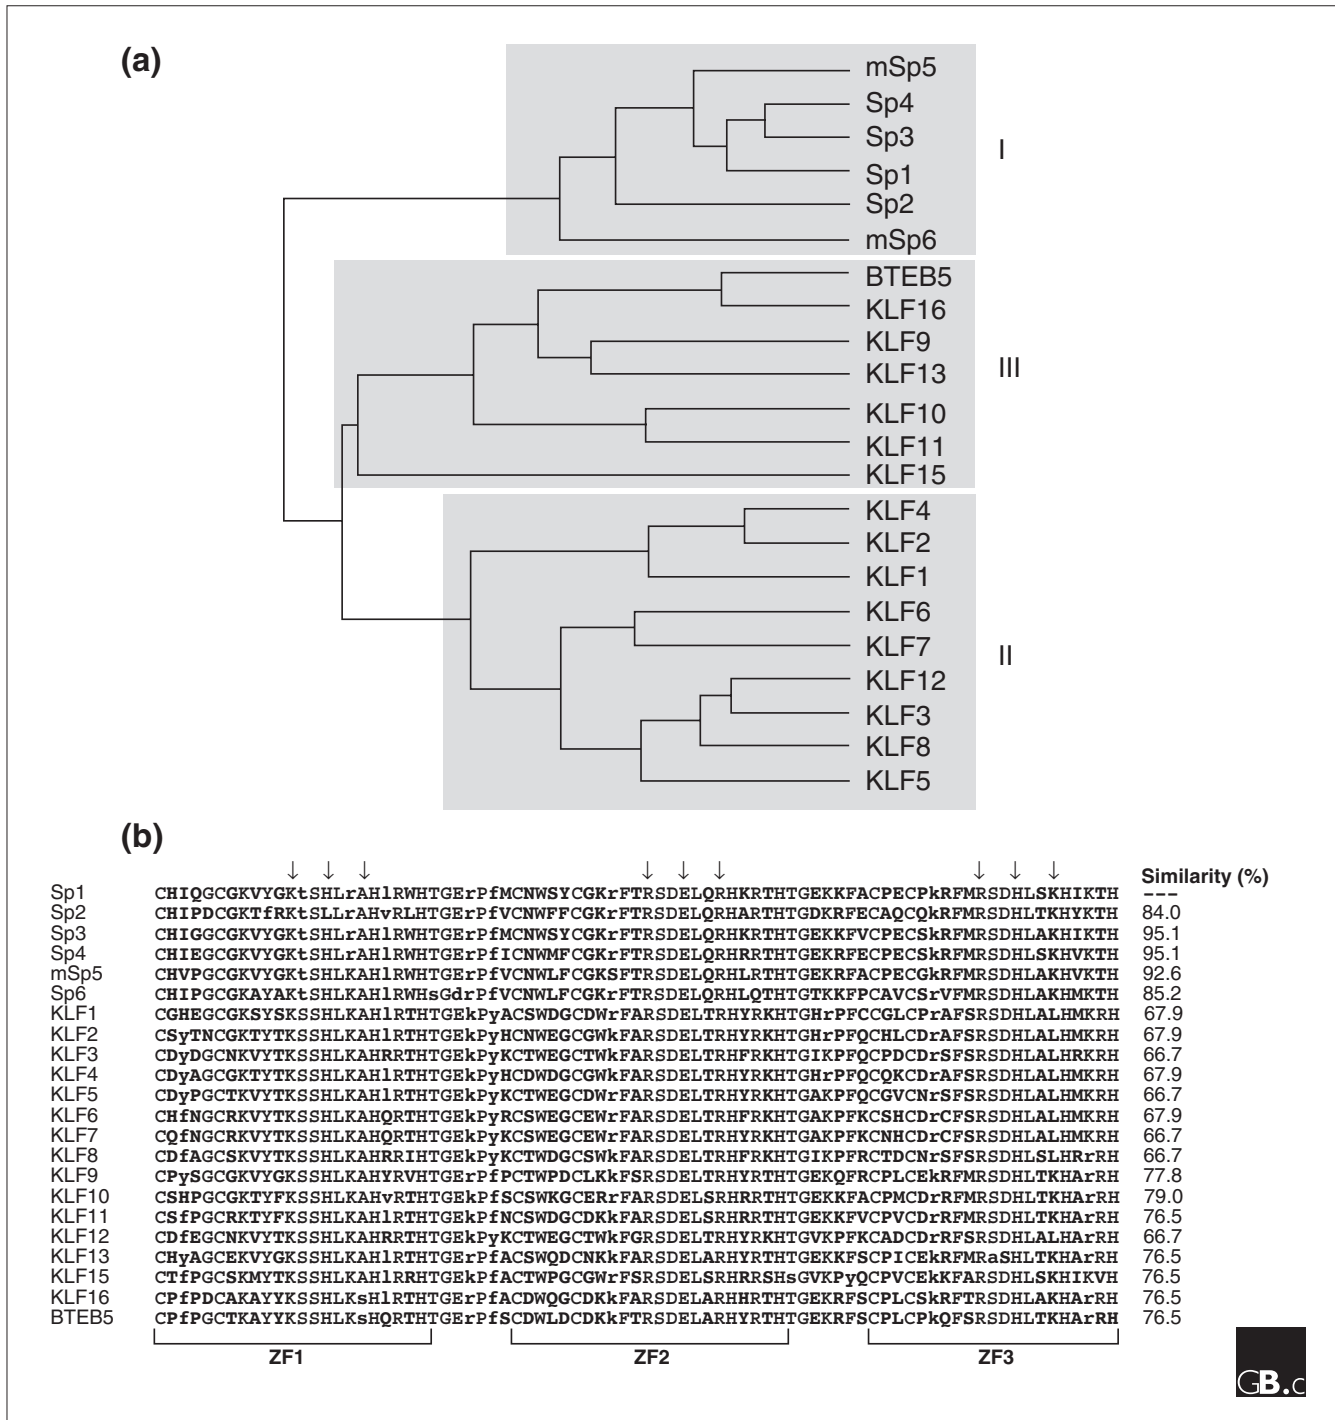 (a)
mSp5
Sp4
Sp3
Sp1
Sp2
mSp6
I
BTEB5
KLF16
KLF9
KLF13
KLF10
KLF11
KLF15
III
KLF4
KLF2
KLF1
KLF6
KLF7
KLF12
KLF3
KLF8
KLF5
II
(b)
↓ ↓ ↓ ↓ ↓ ↓ ↓ ↓ ↓
Similarity (%)
Sp1 CHIQGCGKVYGKtSHLrAHlRWHTGErPfMCNWSYCGKrFTRSDELQRHKRTHTGEKKFACPECPkRFMRSDHLSKHIKTH ---
Sp2 CHIPDCGKTfRKtSLLrAHvRLHTGErPfVCNWFFCGKrFTRSDELQRHARTHTGDKRFECAQCQkRFMRSDHLTKHYKTH 84.0
Sp3 CHIGGCGKVYGKtSHLrAHlRWHTGErPfMCNWSYCGKrFTRSDELQRHKRTHTGEKKFVCPECSkRFMRSDHLAKHIKTH 95.1
Sp4 CHIEGCGKVYGKtSHLrAHlRWHTGErPfICNWMFCGKrFTRSDELQRHRRTHTGEKRFECPECSkRFMRSDHLSKHVKTH 95.1
mSp5 CHVPGCGKVYGKtSHLkAHlRWHTGErPfVCNWLFCGKSFTRSDELQRHLRTHTGEKRFACPECGkRFMRSDHLAKHVKTH 92.6
Sp6 CHIPGCGKAYAKtSHLkAHlRWHsGdrPfVCNWLFCGKrFTRSDELQRHLQTHTGTKKFPCAVCSrVFMRSDHLAKHMKTH 85.2
KLF1 CGHEGCGKSYSKSSHLKAHlRTHTGEkPyACSWDGCDWrFARSDELTRHYRKHTGHrPFCCGLCPrAFSRSDHLALHMKRH 67.9
KLF2 CSyTNCGKTYTKSSHLKAHlRTHTGEkPyHCNWEGCGWkFARSDELTRHYRKHTGHrPFQCHLCDrAFSRSDHLALHMKRH 67.9
KLF3 CDyDGCNKVYTKSSHLKAHRRTHTGEkPyKCTWEGCTWkFARSDELTRHFRKHTGIKPFQCPDCDrSFSRSDHLALHRKRH 66.7
KLF4 CDyAGCGKTYTKSSHLKAHlRTHTGEkPyHCDWDGCGWkFARSDELTRHYRKHTGHrPFQCQKCDrAFSRSDHLALHMKRH 67.9
KLF5 CDyPGCTKVYTKSSHLKAHlRTHTGEkPyKCTWEGCDWrFARSDELTRHYRKHTGAKPFQCGVCNrSFSRSDHLALHMKRH 66.7
KLF6 CHfNGCRKVYTKSSHLKAHQRTHTGEkPyRCSWEGCEWrFARSDELTRHFRKHTGAKPFKCSHCDrCFSRSDHLALHMKRH 67.9
KLF7 CQfNGCRKVYTKSSHLKAHQRTHTGEkPyKCSWEGCEWrFARSDELTRHYRKHTGAKPFKCNHCDrCFSRSDHLALHMKRH 66.7
KLF8 CDfAGCSKVYTKSSHLKAHRRIHTGEkPyKCTWDGCSWkFARSDELTRHFRKHTGIKPFRCTDCNrSFSRSDHLSLHRrRH 66.7
KLF9 CPySGCGKVYGKSSHLKAHYRVHTGErPfPCTWPDCLKkFSRSDELTRHYRTHTGEKQFRCPLCEkRFMRSDHLTKHArRH 77.8
KLF10 CSHPGCGKTYFKSSHLKAHvRTHTGEkPfSCSWKGCERrFARSDELSRHRRTHTGEKKFACPMCDrRFMRSDHLTKHArRH 79.0
KLF11 CSfPGCRKTYFKSSHLKAHlRTHTGEkPfNCSWDGCDKkFARSDELSRHRRTHTGEKKFVCPVCDrRFMRSDHLTKHArRH 76.5
KLF12 CDfEGCNKVYTKSSHLKAHRRTHTGEkPyKCTWEGCTWkFGRSDELTRHYRKHTGVKPFKCADCDrRFSRSDHLALHArRH 66.7
KLF13 CHyAGCEKVYGKSSHLKAHlRTHTGErPfACSWQDCNKkFARSDELARHYRTHTGEKKFSCPICEkRFMRaSHLTKHArRH 76.5
KLF15 CTfPGCSKMYTKSSHLKAHlRRHTGEkPfACTWPGCGWrFSRSDELSRHRRSHsGVKPyQCPVCEkKFARSDHLSKHIKVH 76.5
KLF16 CPfPDCAKAYYKSSHLKsHlRTHTGErPfACDWQGCDKkFARSDELARHHRTHTGEKRFSCPLCSkRFTRSDHLAKHArRH 76.5
BTEB5 CPfPGCTKAYYKSSHLKsHQRTHTGErPfSCDWLDCDKkFTRSDELARHYRTHTGEKRFSCPLCPkQFSRSDHLTKHArRH 76.5
ZF1 ZF2 ZF3
GB.c